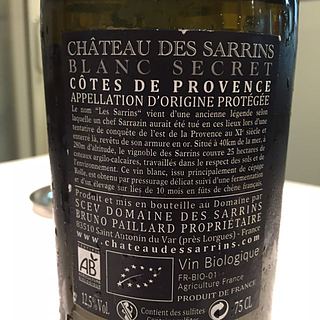 CHÂTEAU DES SARRINS
BLANC SECRET
CÔTES DE PROVENCE
APPELLATION D'ORIGINE PROTÉGÉE
Le nom "Les Sarrins" vient d'une ancienne légende selon
laquelle un chef Sarrazin aurait été tué en ces lieux lors d'une
tentative de conquête de l'est de la Provence au XIᵉ siècle et
enterré là, revêtu de son armure en or. Situé à 40km de la mer, à
260m d'altitude, le vignoble des Sarrins couvre 25 hectares de
coteaux argilo-calcaires, travaillés dans le respect des sols et de
l'environnement. Ce vin blanc, issu principalement de cépage
Rolle, est obtenu par pressurage délicat suivi d'une fermentation
et d'un élevage sur lies de 10 mois en fûts de chêne français.
Produit et mis en bouteille au Domaine par
SCEV DOMAINE DES SARRINS
BRUNO PAILLARD PROPRIÉTAIRE
83510 Saint Antonin du Var (près Lorgues) - France
www.chateaudessarrins.com
AB
Vin Biologique
FR-BIO-01
Agriculture France
PRODUIT DE FRANCE
12,5% Vol.
Contient des sulfites
75 CL